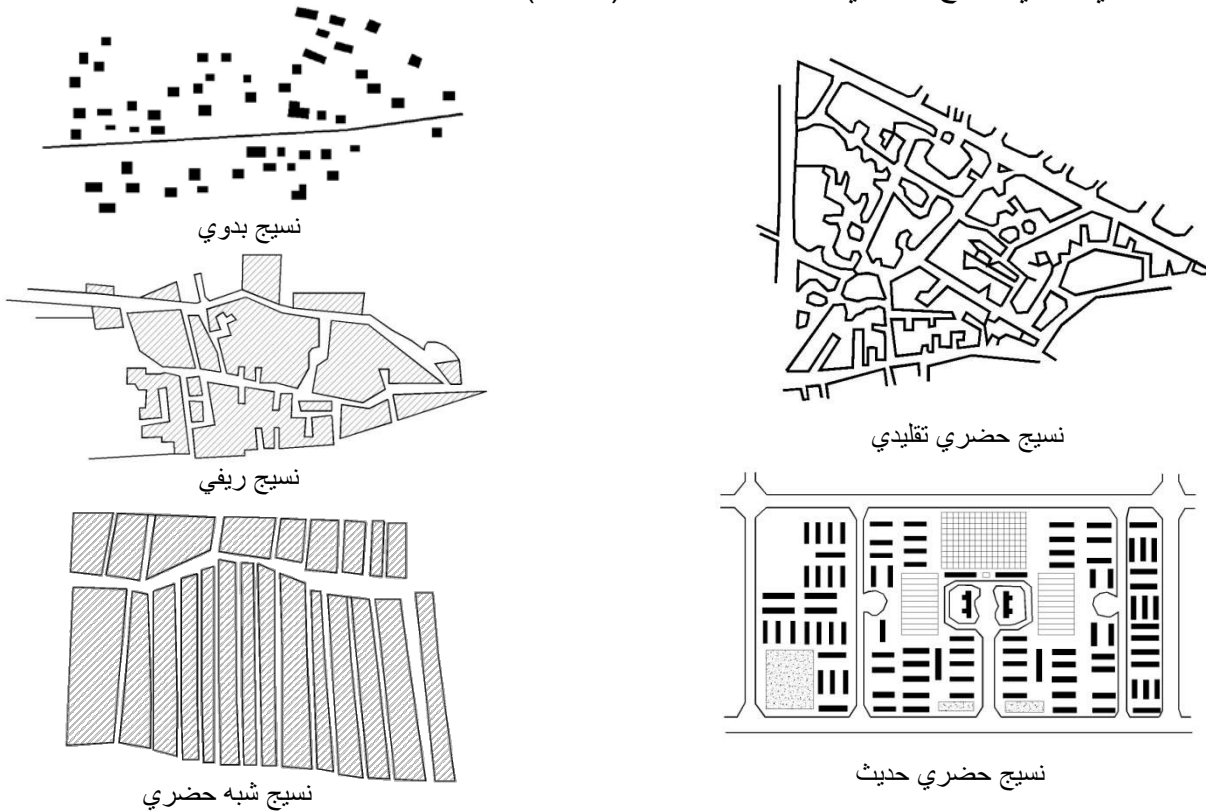 نسيج بدوي
نسيج ريفي
نسيج شبه حضري
نسيج حضري تقليدي
نسيج حضري حديث